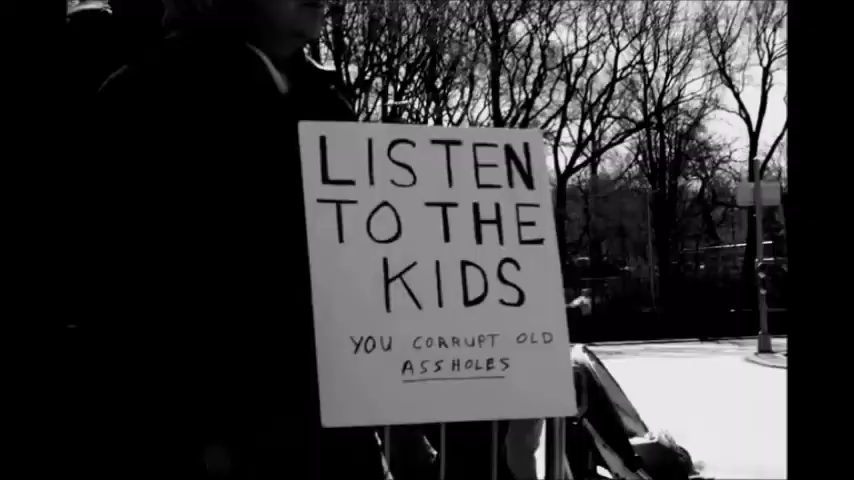 LISTEN
TO THE
KIDS
YOU CORRUPT OLD
ASSHOLES